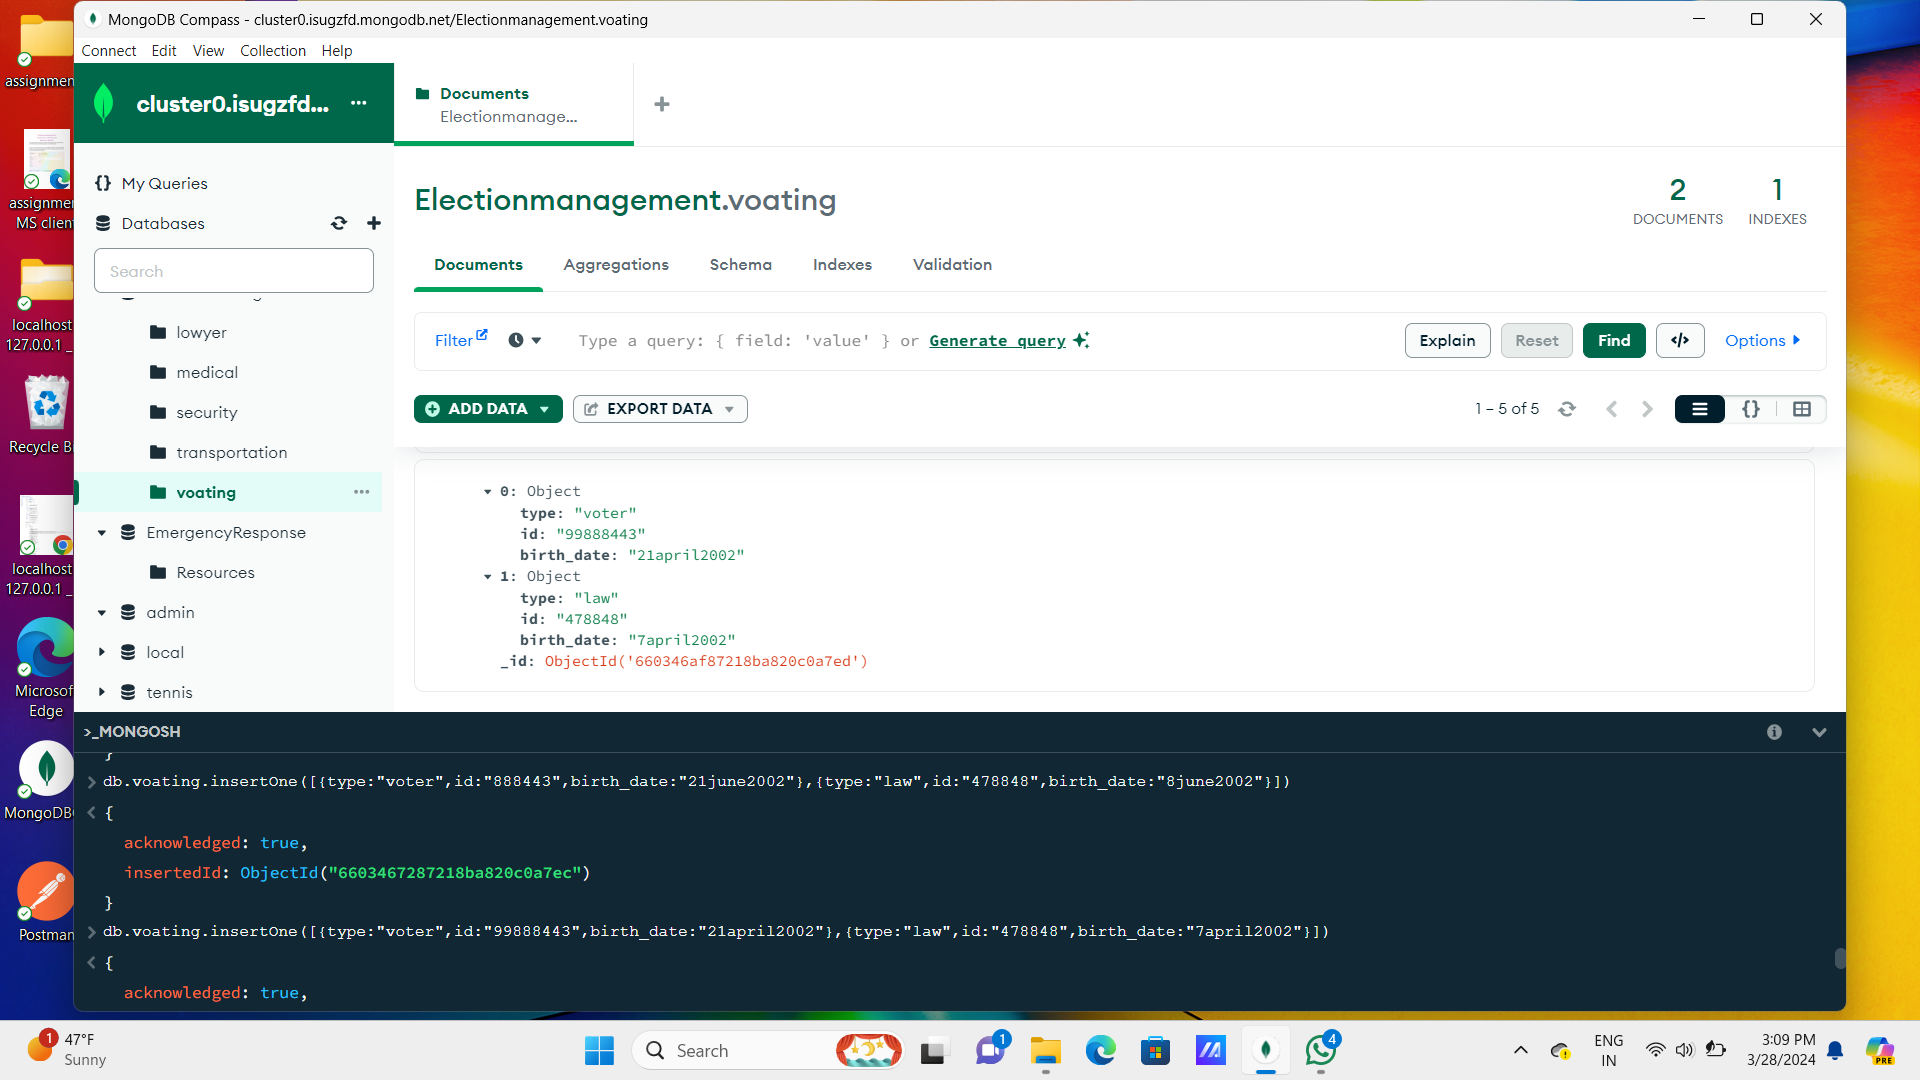 MongoDB Compass - cluster0.isugzfd.mongodb.net/Electionmanagement.voating
Connect Edit View Collection Help
cluster0.isugzfd...
Documents
Electionmanage...
My Queries
Databases
Search
lowyer
medical
security
transportation
voating
EmergencyResponse
Resources
admin
local
tennis
Electionmanagement.voating
2
DOCUMENTS
1
INDEXES
Documents Aggregations Schema Indexes Validation
Filter
Type a query: { field: 'value' } or Generate query
Explain Reset Find </> Options
ADD DATA EXPORT DATA
1 – 5 of 5
{}
0: Object
type: "voter"
id: "99888443"
birth_date: "21april2002"
1: Object
type: "law"
id: "478848"
birth_date: "7april2002"
_id: ObjectId('660346af87218ba820c0a7ed')
>_MONGOSH
}
db.voating.insertOne([{type:"voter",id:"888443",birth_date:"21june2002"},{type:"law",id:"478848",birth_date:"8june2002"}])
{
acknowledged: true,
insertedId: ObjectId("6603467287218ba820c0a7ec")
}
db.voating.insertOne([{type:"voter",id:"99888443",birth_date:"21april2002"},{type:"law",id:"478848",birth_date:"7april2002"}])
{
acknowledged: true,
assignmen
assignmen
MS client
localhost
127.0.0.1 _
Recycle B
localhost
127.0.0.1 _
Microsof
Edge
MongoDB
Postman
1
47°F
Sunny
Search
1
4
ENG
IN
3:09 PM
3/28/2024
PRE